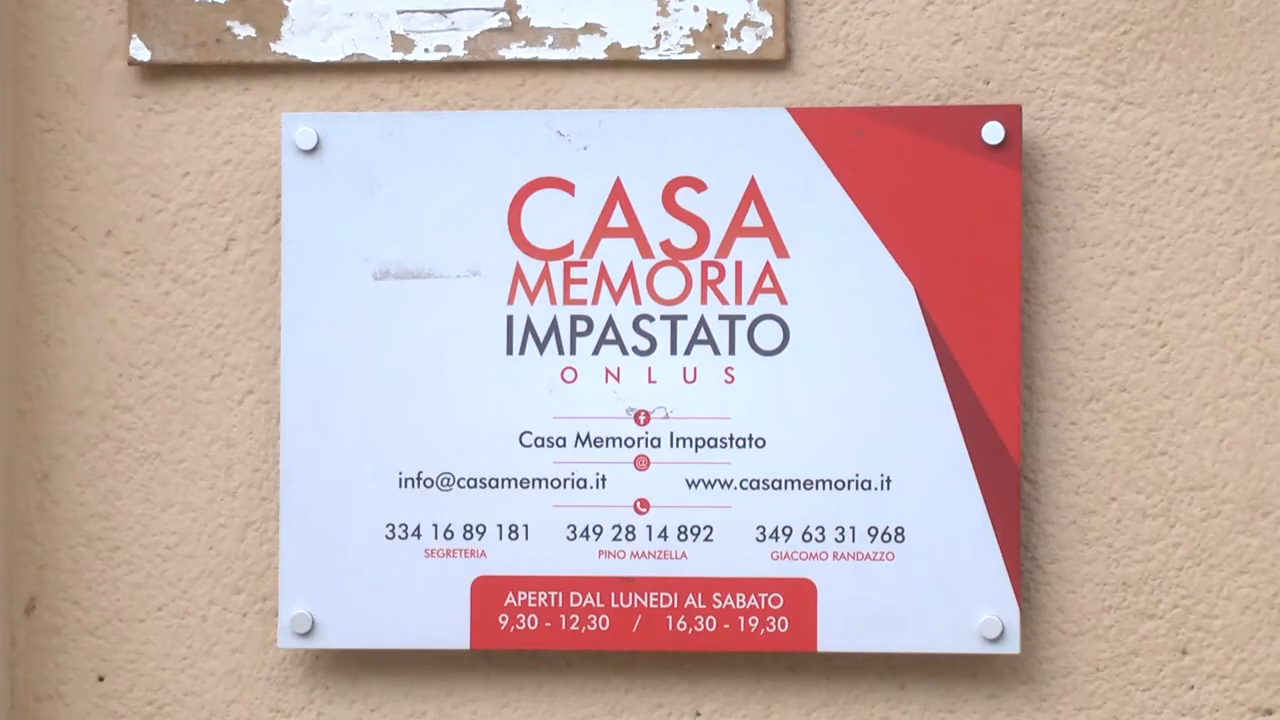 CASA
MEMORIA
IMPASTATO
ONLUS
Casa Memoria Impastato
@
info@casamemoria.it www.casamemoria.it
334 16 89 181 349 28 14 892 349 63 31 968
SEGRETERIA PINO MANZELLA GIACOMO RANDAZZO
APERTI DAL LUNEDI AL SABATO
9,30 - 12,30 / 16,30 - 19,30